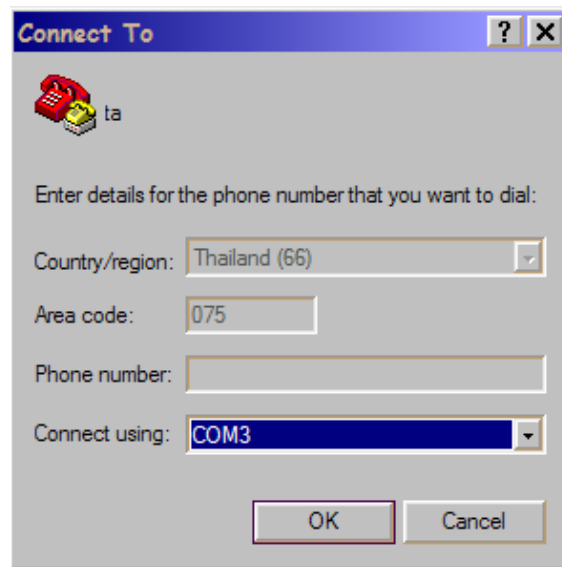 Connect To
ta
Enter details for the phone number that you want to dial:
Country/region: Thailand (66)
Area code: 075
Phone number:
Connect using: COM3
OK Cancel